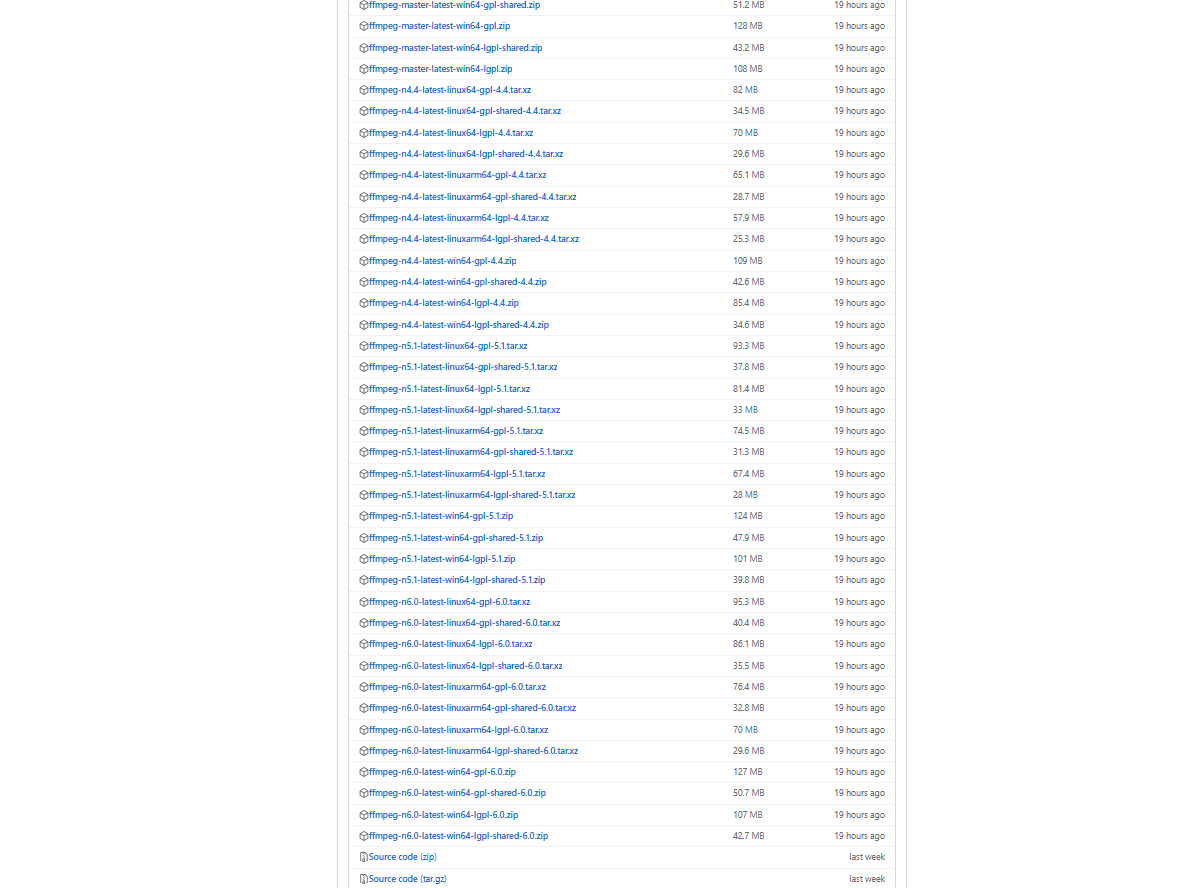 ffmpeg-master-latest-win64-gpl-shared.zip 51.2 MB 19 hours ago
ffmpeg-master-latest-win64-gpl.zip 128 MB 19 hours ago
ffmpeg-master-latest-win64-lgpl-shared.zip 43.2 MB 19 hours ago
ffmpeg-master-latest-win64-lgpl.zip 108 MB 19 hours ago
ffmpeg-n4.4-latest-linux64-gpl-4.4.tar.xz 82 MB 19 hours ago
ffmpeg-n4.4-latest-linux64-gpl-shared-4.4.tar.xz 34.5 MB 19 hours ago
ffmpeg-n4.4-latest-linux64-lgpl-4.4.tar.xz 70 MB 19 hours ago
ffmpeg-n4.4-latest-linux64-lgpl-shared-4.4.tar.xz 29.6 MB 19 hours ago
ffmpeg-n4.4-latest-linuxarm64-gpl-4.4.tar.xz 65.1 MB 19 hours ago
ffmpeg-n4.4-latest-linuxarm64-gpl-shared-4.4.tar.xz 28.7 MB 19 hours ago
ffmpeg-n4.4-latest-linuxarm64-lgpl-4.4.tar.xz 57.9 MB 19 hours ago
ffmpeg-n4.4-latest-linuxarm64-lgpl-shared-4.4.tar.xz 25.3 MB 19 hours ago
ffmpeg-n4.4-latest-win64-gpl-4.4.zip 109 MB 19 hours ago
ffmpeg-n4.4-latest-win64-gpl-shared-4.4.zip 42.6 MB 19 hours ago
ffmpeg-n4.4-latest-win64-lgpl-4.4.zip 85.4 MB 19 hours ago
ffmpeg-n4.4-latest-win64-lgpl-shared-4.4.zip 34.6 MB 19 hours ago
ffmpeg-n5.1-latest-linux64-gpl-5.1.tar.xz 93.3 MB 19 hours ago
ffmpeg-n5.1-latest-linux64-gpl-shared-5.1.tar.xz 37.8 MB 19 hours ago
ffmpeg-n5.1-latest-linux64-lgpl-5.1.tar.xz 81.4 MB 19 hours ago
ffmpeg-n5.1-latest-linux64-lgpl-shared-5.1.tar.xz 33 MB 19 hours ago
ffmpeg-n5.1-latest-linuxarm64-gpl-5.1.tar.xz 74.5 MB 19 hours ago
ffmpeg-n5.1-latest-linuxarm64-gpl-shared-5.1.tar.xz 31.3 MB 19 hours ago
ffmpeg-n5.1-latest-linuxarm64-lgpl-5.1.tar.xz 67.4 MB 19 hours ago
ffmpeg-n5.1-latest-linuxarm64-lgpl-shared-5.1.tar.xz 28 MB 19 hours ago
ffmpeg-n5.1-latest-win64-gpl-5.1.zip 124 MB 19 hours ago
ffmpeg-n5.1-latest-win64-gpl-shared-5.1.zip 47.9 MB 19 hours ago
ffmpeg-n5.1-latest-win64-lgpl-5.1.zip 101 MB 19 hours ago
ffmpeg-n5.1-latest-win64-lgpl-shared-5.1.zip 39.8 MB 19 hours ago
ffmpeg-n6.0-latest-linux64-gpl-6.0.tar.xz 95.3 MB 19 hours ago
ffmpeg-n6.0-latest-linux64-gpl-shared-6.0.tar.xz 40.4 MB 19 hours ago
ffmpeg-n6.0-latest-linux64-lgpl-6.0.tar.xz 86.1 MB 19 hours ago
ffmpeg-n6.0-latest-linux64-lgpl-shared-6.0.tar.xz 35.5 MB 19 hours ago
ffmpeg-n6.0-latest-linuxarm64-gpl-6.0.tar.xz 76.4 MB 19 hours ago
ffmpeg-n6.0-latest-linuxarm64-gpl-shared-6.0.tar.xz 32.8 MB 19 hours ago
ffmpeg-n6.0-latest-linuxarm64-lgpl-6.0.tar.xz 70 MB 19 hours ago
ffmpeg-n6.0-latest-linuxarm64-lgpl-shared-6.0.tar.xz 29.6 MB 19 hours ago
ffmpeg-n6.0-latest-win64-gpl-6.0.zip 127 MB 19 hours ago
ffmpeg-n6.0-latest-win64-gpl-shared-6.0.zip 50.7 MB 19 hours ago
ffmpeg-n6.0-latest-win64-lgpl-6.0.zip 107 MB 19 hours ago
ffmpeg-n6.0-latest-win64-lgpl-shared-6.0.zip 42.7 MB 19 hours ago
Source code (zip) last week
Source code (tar.gz) last week